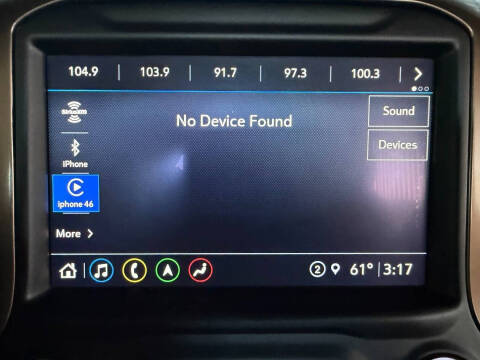 104.9 | 103.9 | 91.7 | 97.3 | 100.3
SiriusXM
No Device Found
Sound
iPhone
Devices
iphone 46
More
2 61° 3:17